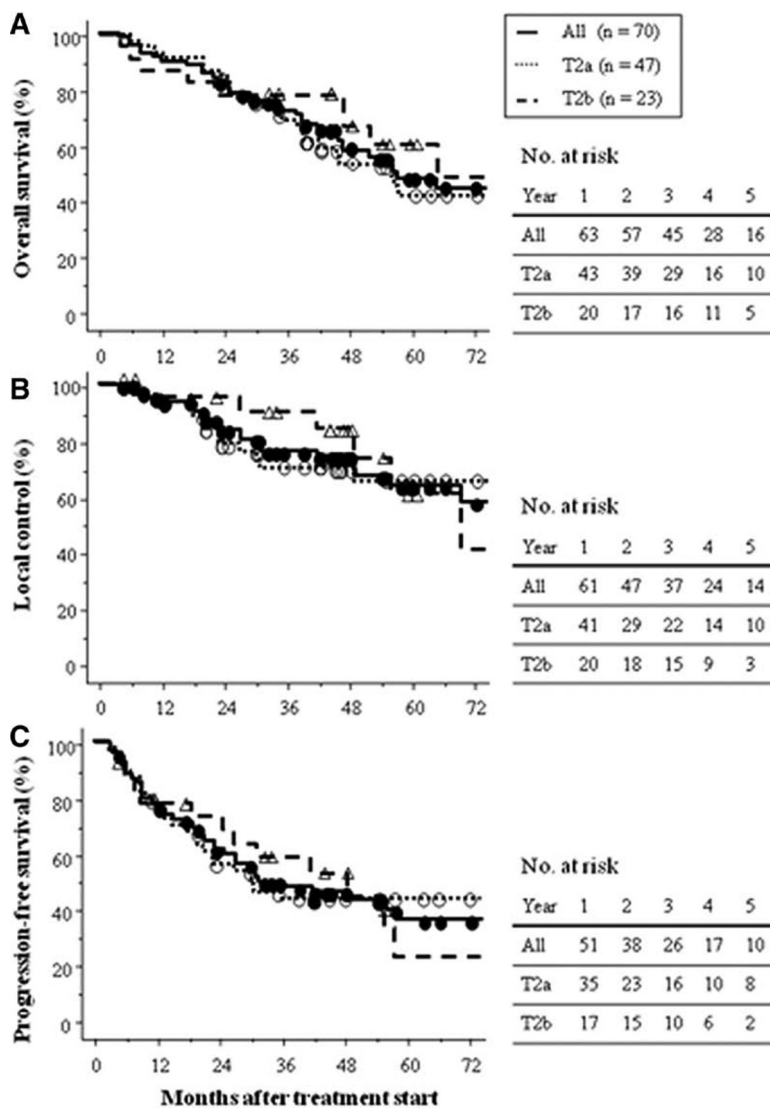 A
Overall survival (%)
100
80
60
40
20
0
0 12 24 36 48 60 72
All (n = 70)
T2a (n = 47)
T2b (n = 23)
No. at risk
Year 1 2 3 4 5
All 63 57 45 28 16
T2a 43 39 29 16 10
T2b 20 17 16 11 5
B
Local control (%)
100
80
60
40
20
0
0 12 24 36 48 60 72
No. at risk
Year 1 2 3 4 5
All 61 47 37 24 14
T2a 41 29 22 14 10
T2b 20 18 15 9 3
C
Progression-free survival (%)
100
80
60
40
20
0
0 12 24 36 48 60 72
Months after treatment start
No. at risk
Year 1 2 3 4 5
All 51 38 26 17 10
T2a 35 23 16 10 8
T2b 17 15 10 6 2